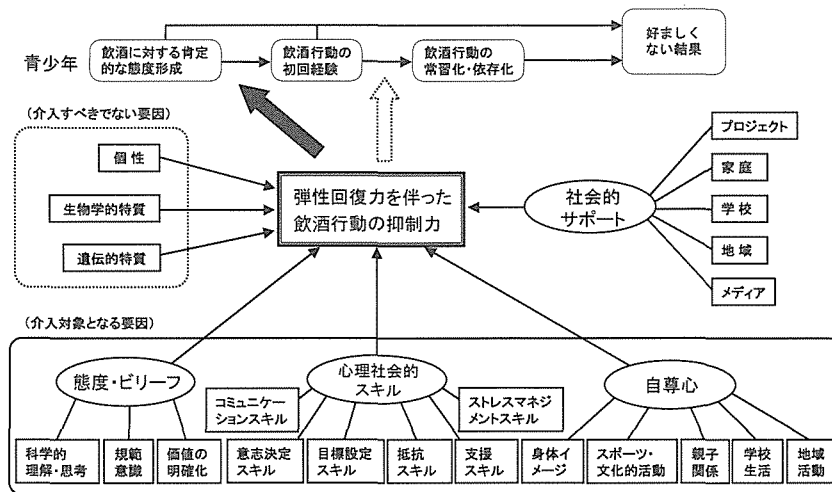 青少年
飲酒に対する肯定
的な態度形成
飲酒行動の
初回経験
飲酒行動の
常習化・依存化
好ましく
ない結果
(介入すべきでない要因)
個 性
生物学的特質
遺伝的特質
弾性回復力を伴った
飲酒行動の抑制力
社会的
サポート
プロジェクト
家 庭
学 校
地 域
メディア
(介入対象となる要因)
態度・ビリーフ
科学的
理解・思考
規範
意識
価値の
明確化
心理社会的
スキル
コミュニケー
ションスキル
ストレスマネジ
メントスキル
意志決定
スキル
目標設定
スキル
抵抗
スキル
支援
スキル
自尊心
身体イ
メージ
スポーツ・
文化的活動
親子
関係
学校
生活
地域
活動